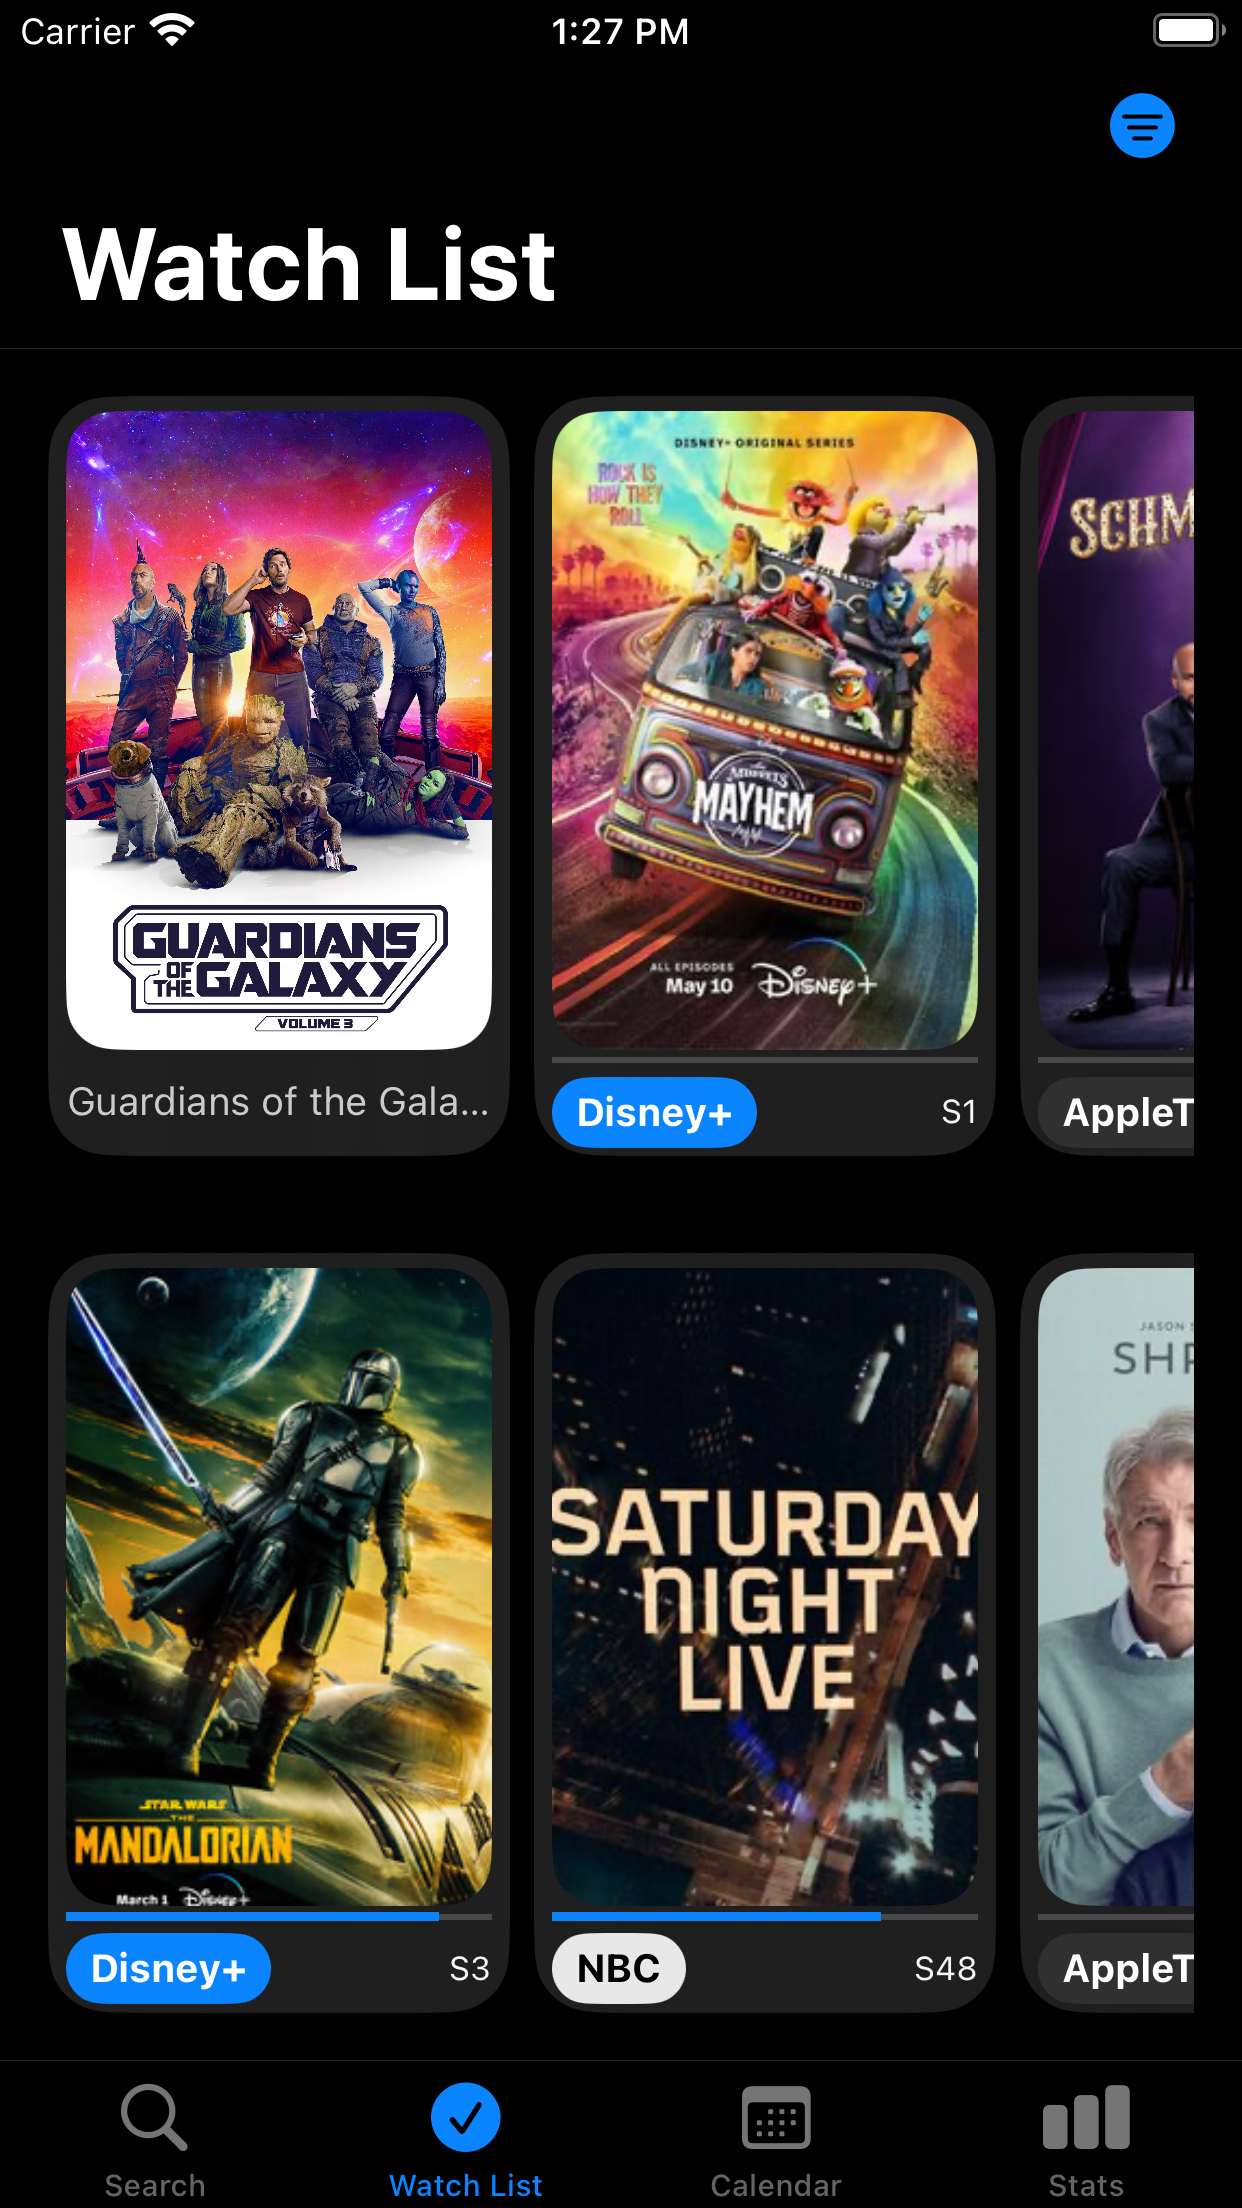 Carrier
1:27 PM
Watch List
DISNEY+ ORIGINAL SERIES
ROCK IS
HOW THEY
ROLL
SCHM
GUARDIANS
OF
THE GALAXY
VOLUME 3
Disney
MUPPETS
MAYHEM
ALL EPISODES
May 10
Disney+
Guardians of the Gala...
Disney+
S1
AppleT
JASON S
SHR
SATURDAY
NIGHT
LIVE
STAR WARS
THE
MANDALORIAN
March 1
Disney+
Disney+
S3
NBC
S48
AppleT
Search
Watch List
Calendar
Stats